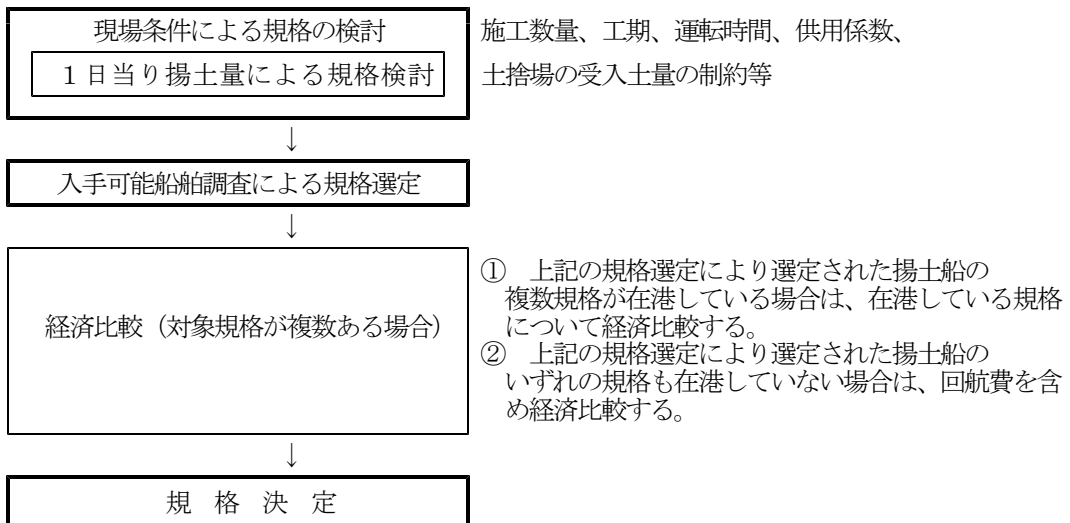 現場条件による規格の検討
１日当り揚土量による規格検討
施工数量、工期、運転時間、供用係数、
土捨場の受入土量の制約等
↓
入手可能船舶調査による規格選定
↓
経済比較（対象規格が複数ある場合）
①　上記の規格選定により選定された揚土船の
複数規格が在港している場合は、在港している規格
について経済比較する。
②　上記の規格選定により選定された揚土船の
いずれの規格も在港していない場合は、回航費を含
め経済比較する。
↓
規　格　決　定